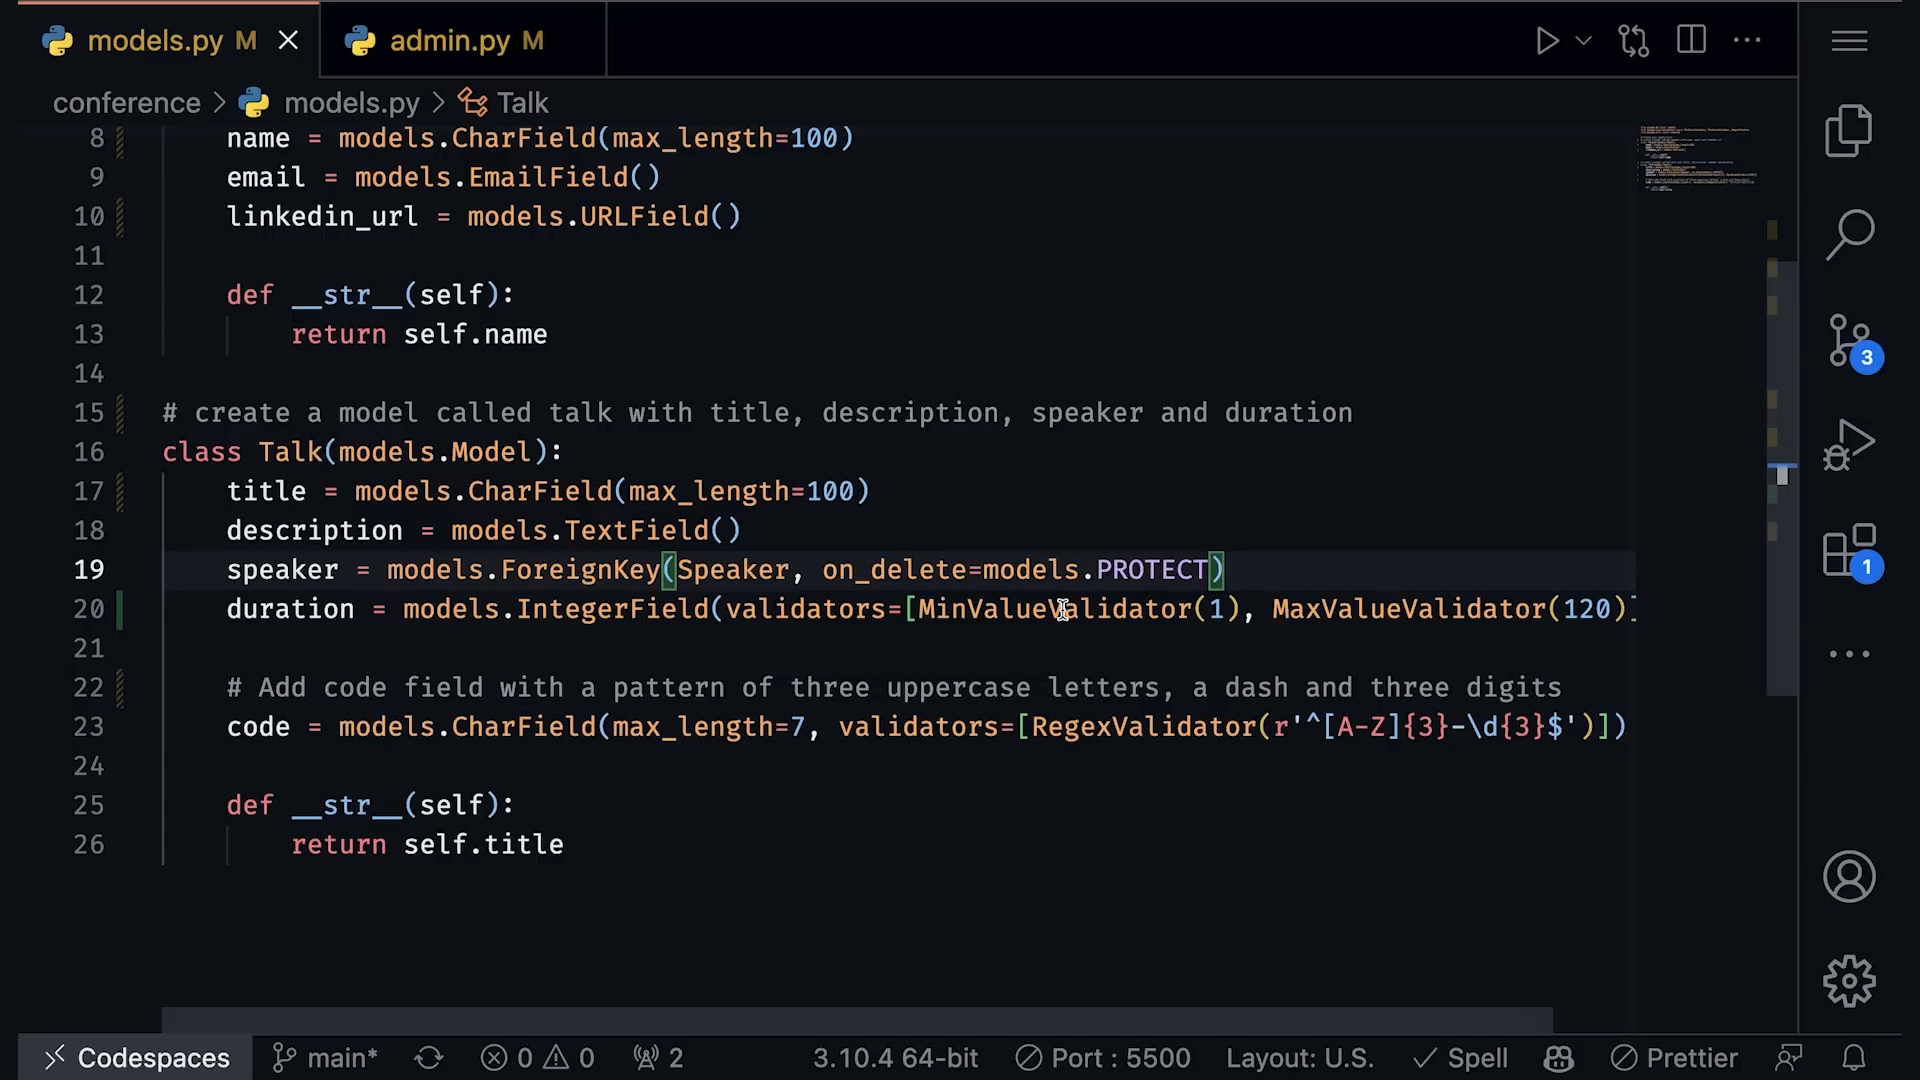 models.py M
admin.py M
conference > models.py > Talk
8 name = models.CharField(max_length=100)
9 email = models.EmailField()
10 linkedin_url = models.URLField()
11
12 def __str__(self):
13 return self.name
14
15 # create a model called talk with title, description, speaker and duration
16 class Talk(models.Model):
17 title = models.CharField(max_length=100)
18 description = models.TextField()
19 speaker = models.ForeignKey(Speaker, on_delete=models.PROTECT)
20 duration = models.IntegerField(validators=[MinValueValidator(1), MaxValueValidator(120)]
21
22 # Add code field with a pattern of three uppercase letters, a dash and three digits
23 code = models.CharField(max_length=7, validators=[RegexValidator(r'^[A-Z]{3}-\d{3}$')])
24
25 def __str__(self):
26 return self.title
3
1
Codespaces main* 0 0 2 3.10.4 64-bit Port : 5500 Layout: U.S. Spell Prettier